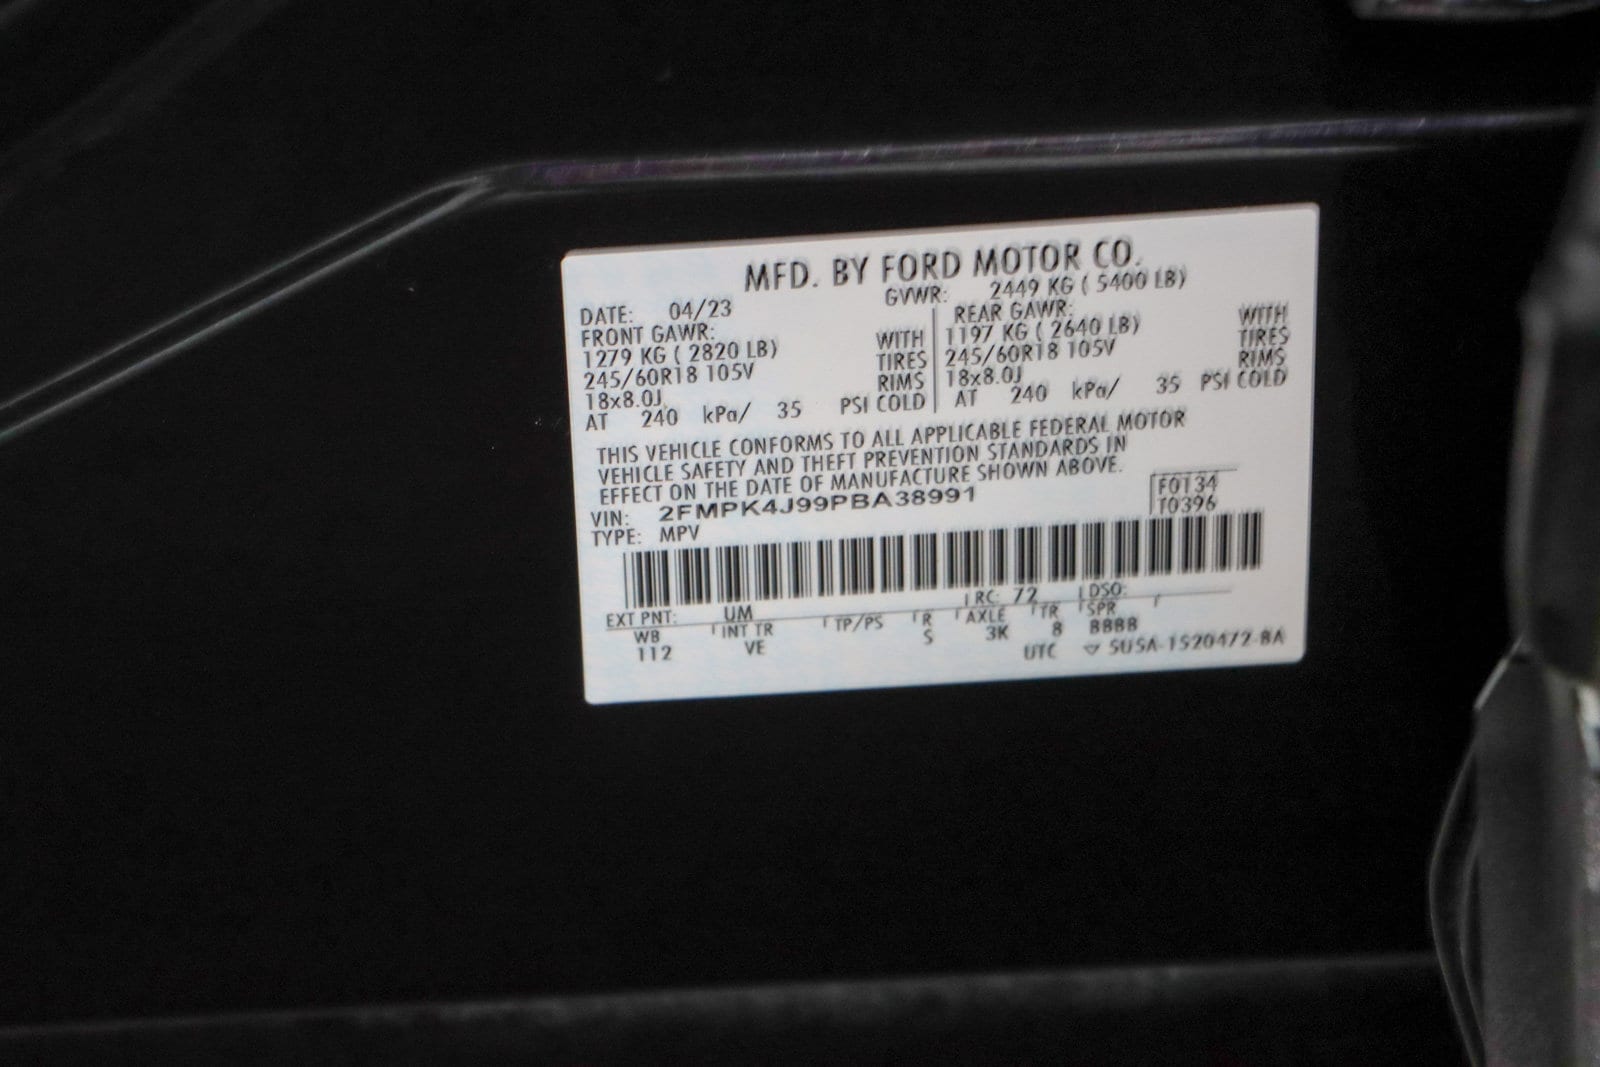 MFD. BY FORD MOTOR CO.
DATE: 04/23 GVWR: 2449 KG ( 5400 LB)
FRONT GAWR: REAR GAWR:
1279 KG ( 2820 LB) WITH 1197 KG ( 2640 LB) WITH
245/60R18 105V TIRES 245/60R18 105V TIRES
18x8.0J RIMS 18x8.0J RIMS
AT 240 kPa/ 35 PSI COLD AT 240 kPa/ 35 PSI COLD
THIS VEHICLE CONFORMS TO ALL APPLICABLE FEDERAL MOTOR
VEHICLE SAFETY AND THEFT PREVENTION STANDARDS IN
EFFECT ON THE DATE OF MANUFACTURE SHOWN ABOVE.
VIN: 2FMPK4J99PBA38991 F0134
TYPE: MPV T0396
EXT PNT: UM RC: 72 DSO:
WB INT TR TP/PS R AXLE TR SPR
112 VE S 3K 8 BBBB
UTC ▽ 5U5A-1520472-BA